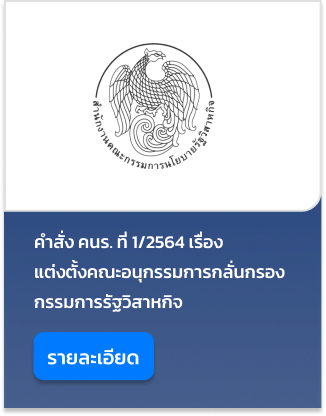 สำนักงานคณะกรรมการนโยบายรัฐวิสาหกิจ
คำสั่ง คนร. ที่ 1/2564 เรื่อง
แต่งตั้งคณะอนุกรรมการกลั่นกรอง
กรรมการรัฐวิสาหกิจ
รายละเอียด